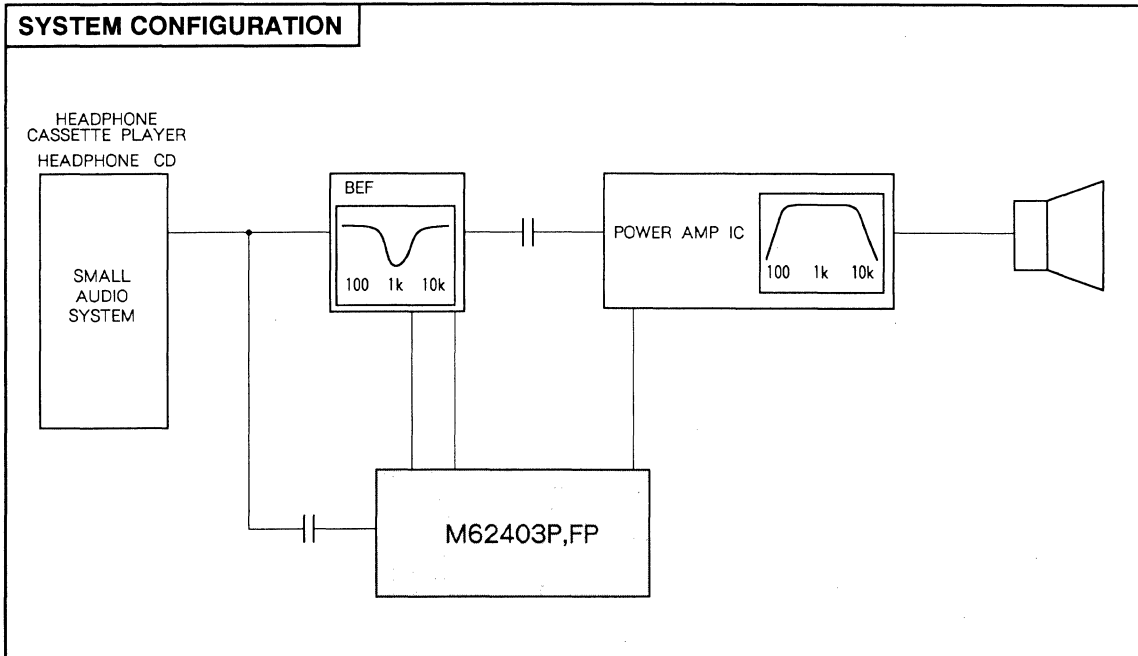 SYSTEM CONFIGURATION
HEADPHONE
CASSETTE PLAYER
HEADPHONE CD
SMALL
AUDIO
SYSTEM
BEF
100 1k 10k
POWER AMP IC
100 1k 10k
M62403P,FP